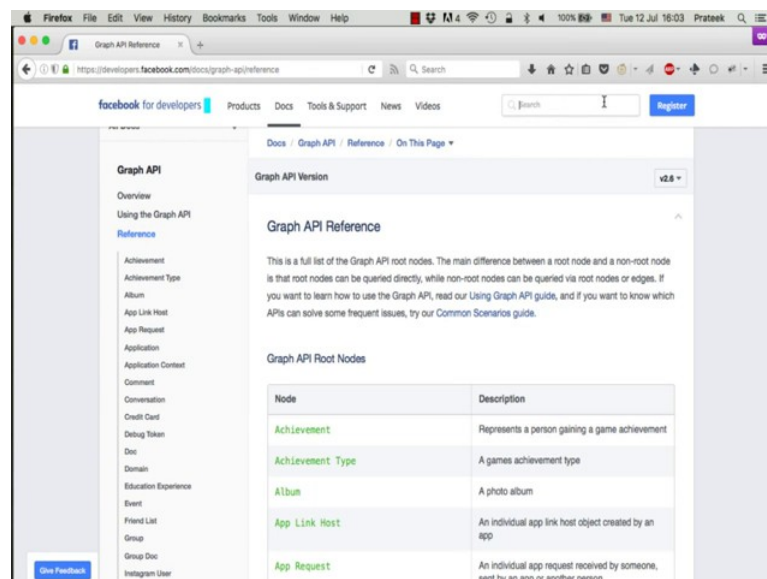 Firefox File Edit View History Bookmarks Tools Window Help 4 100% Tue 12 Jul 16:03 Prateek
Graph API Reference × +
https://developers.facebook.com/docs/graph-api/reference Search
facebook for developers Products Docs Tools & Support News Videos Search Register
Docs / Graph API / Reference / On This Page
Graph API Version v2.6
Graph API
Overview
Using the Graph API
Reference
Achievement
Achievement Type
Album
App Link Host
App Request
Application
Application Context
Comment
Conversation
Credit Card
Debug Token
Doc
Domain
Education Experience
Event
Friend List
Group
Group Doc
Instagram User
Give Feedback
Graph API Reference
This is a full list of the Graph API root nodes. The main difference between a root node and a non-root node
is that root nodes can be queried directly, while non-root nodes can be queried via root nodes or edges. If
you want to learn how to use the Graph API, read our Using Graph API guide, and if you want to know which
APIs can solve some frequent issues, try our Common Scenarios guide.
Graph API Root Nodes
Node Description
Achievement Represents a person gaining a game achievement
Achievement Type A games achievement type
Album A photo album
App Link Host An individual app link host object created by an
app
App Request An individual app request received by someone,
sent by an app or another person